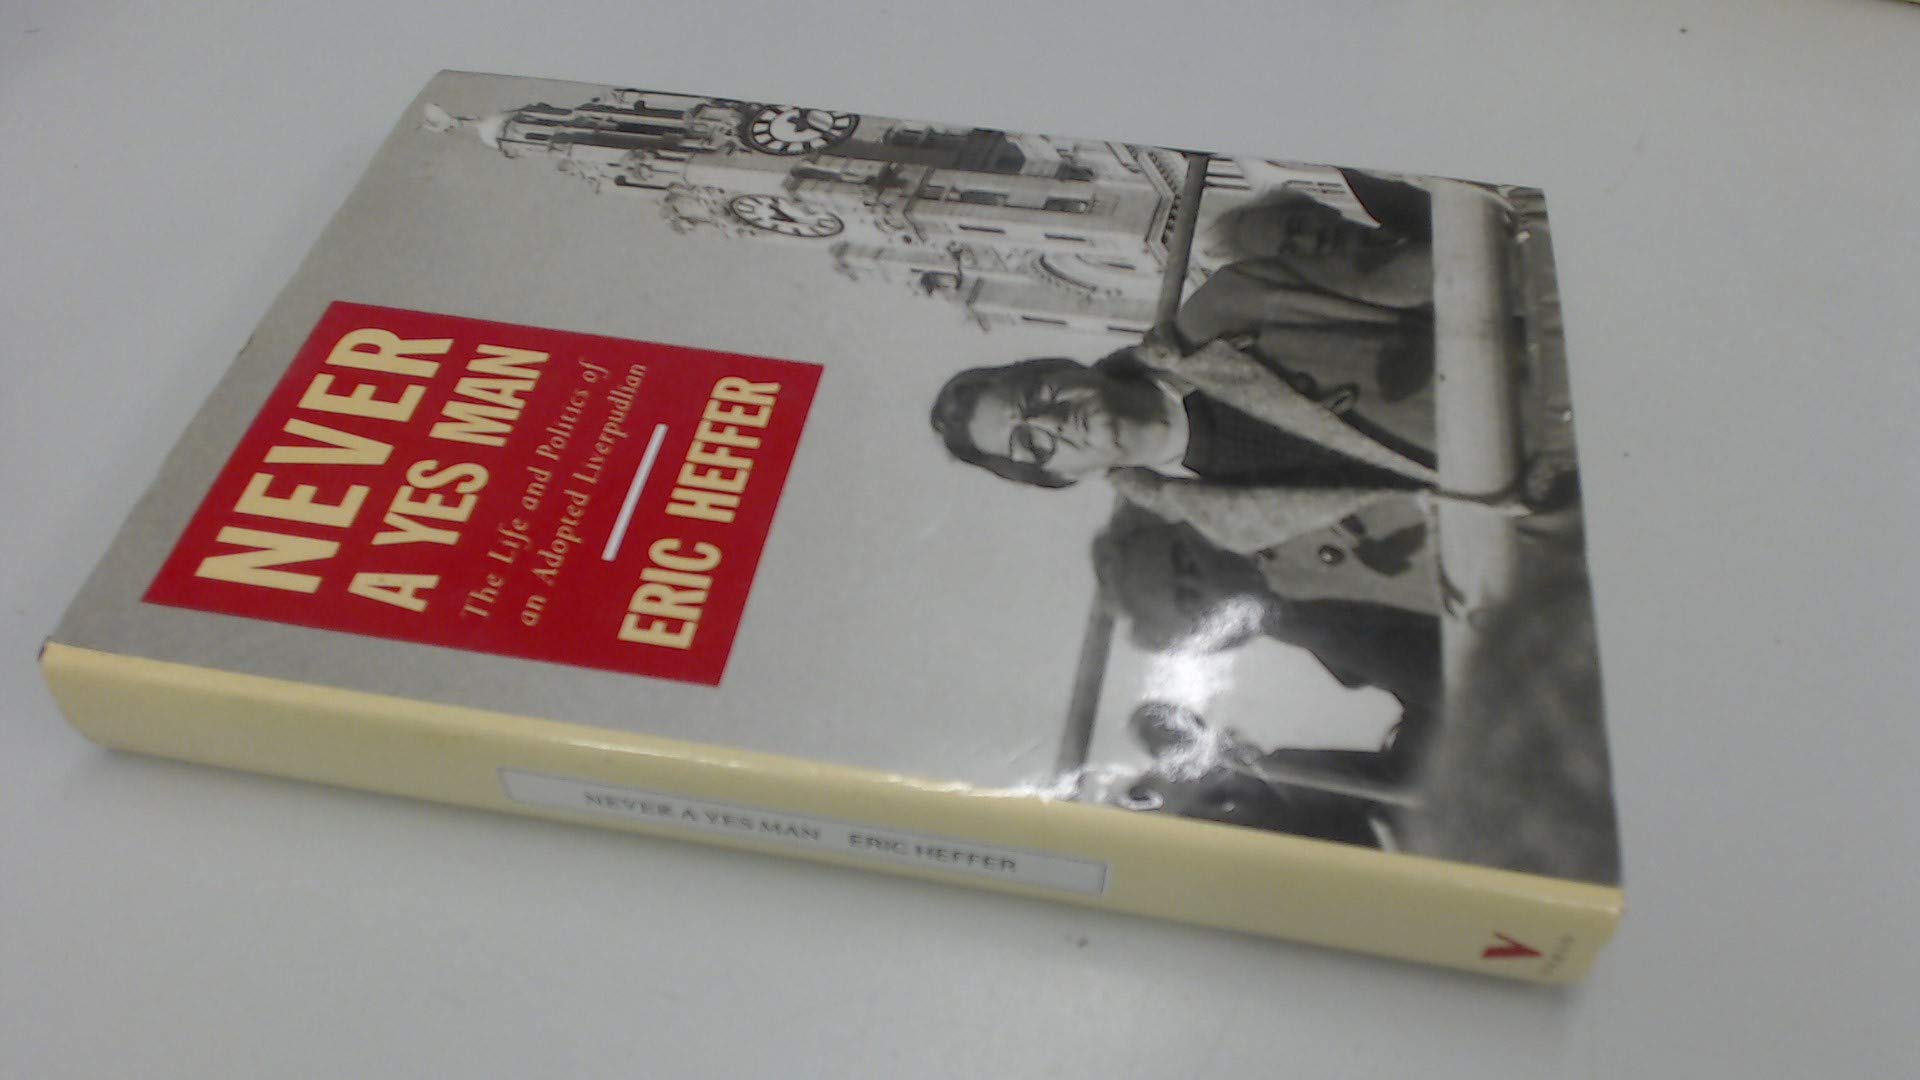 NEVER
A YES MAN
The Life and Politics of
an Adopted Liverpudlian
ERIC HEFFER
NEVER A YES MAN ERIC HEFFER